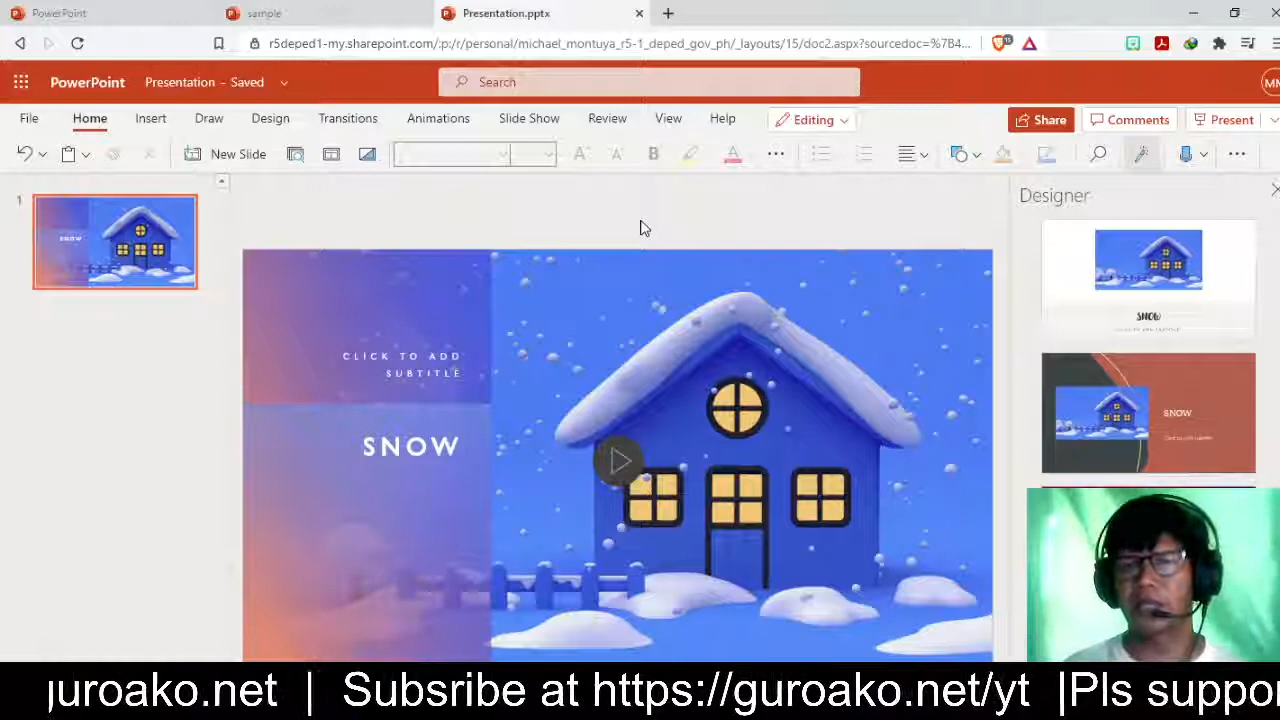 PowerPoint
sample
Presentation.pptx
r5deped1-my.sharepoint.com/:p:/r/personal/michael_montuya_r5-1_deped_gov_ph/_layouts/15/doc2.aspx?sourcedoc=%7B4...
PowerPoint Presentation – Saved Search MM
File Home Insert Draw Design Transitions Animations Slide Show Review View Help Editing Share Comments Present
New Slide
Designer
1
SNOW
CLICK TO ADD
SUBTITLE
SNOW
SNOW
SNOW
juroako.net | Subsribe at https://guroako.net/yt |Pls suppor